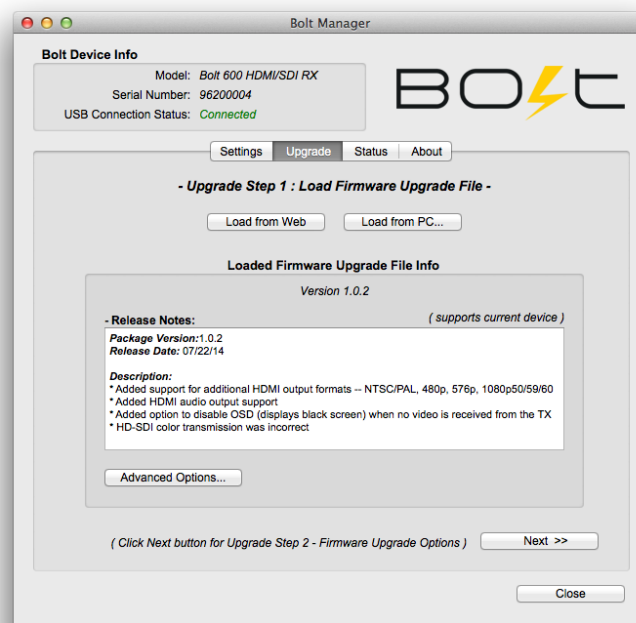 Bolt Manager
Bolt Device Info
Model: Bolt 600 HDMI/SDI RX
Serial Number: 96200004
USB Connection Status: Connected
BOLT
Settings Upgrade Status About
- Upgrade Step 1 : Load Firmware Upgrade File -
Load from Web Load from PC...
Loaded Firmware Upgrade File Info
Version 1.0.2
- Release Notes: ( supports current device )
Package Version:1.0.2
Release Date: 07/22/14
Description:
* Added support for additional HDMI output formats -- NTSC/PAL, 480p, 576p, 1080p50/59/60
* Added HDMI audio output support
* Added option to disable OSD (displays black screen) when no video is received from the TX
* HD-SDI color transmission was incorrect
Advanced Options...
( Click Next button for Upgrade Step 2 - Firmware Upgrade Options ) Next >>
Close